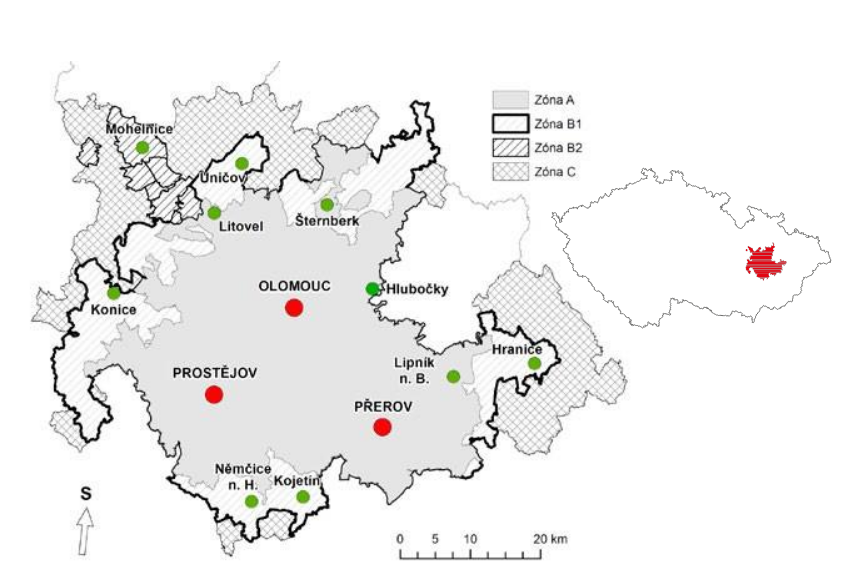 Zóna A
Zóna B1
Zóna B2
Zóna C
Mohelnice
Uničov
Litovel
Šternberk
OLOMOUC
Hlubočky
Konice
Hranice
Lipník
n. B.
PROSTĚJOV
PŘEROV
Němčice
n. H.
Kojetín
S
0 5 10 20 km